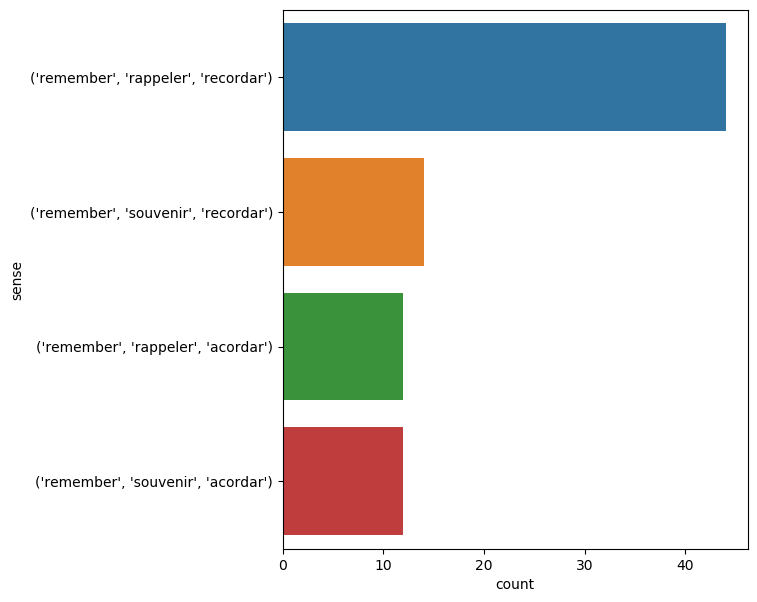 ('remember', 'rappeler', 'recordar')
('remember', 'souvenir', 'recordar')
('remember', 'rappeler', 'acordar')
('remember', 'souvenir', 'acordar')
sense
0 10 20 30 40
count